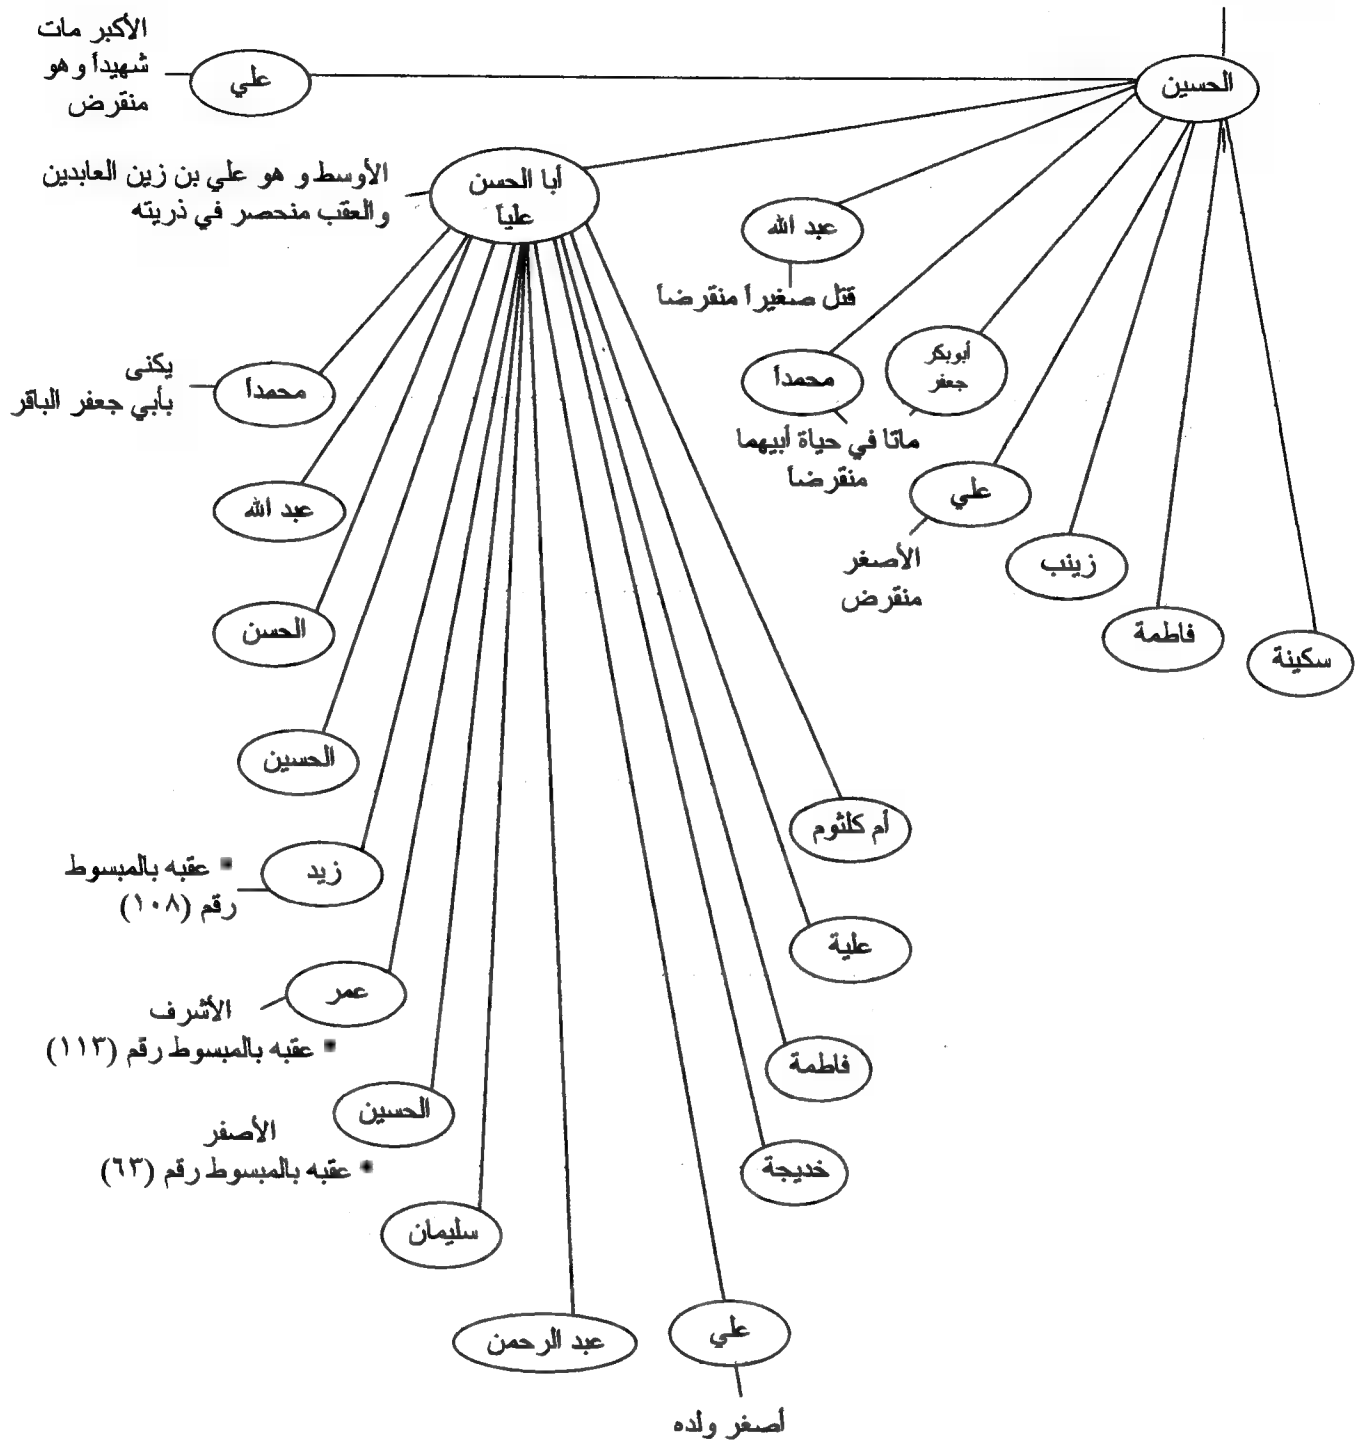 الحسين
علي
الأكبر مات
شهيداً و هو
منقرض
أبا الحسن
علياً
الأوسط و هو علي بن زين العابدين
والعقب منحصر في ذريته
عبد الله
قتل صغيراً منقرضاً
محمداً
أبوبكر
جعفر
ماتا في حياة أبيهما
منقرضاً
علي
الأصغر
منقرض
زينب
فاطمة
سكينة
محمداً
يكنى
بأبي جعفر الباقر
عبد الله
الحسن
الحسين
زيد
▪ عقبه بالمبسوط
رقم (١٠٨)
عمر
الأشرف
▪ عقبه بالمبسوط رقم (١١٣)
الحسين
الأصفر
▪ عقبه بالمبسوط رقم (٦٣)
سليمان
عبد الرحمن
علي
أصغر ولده
خديجة
فاطمة
علية
أم كلثوم